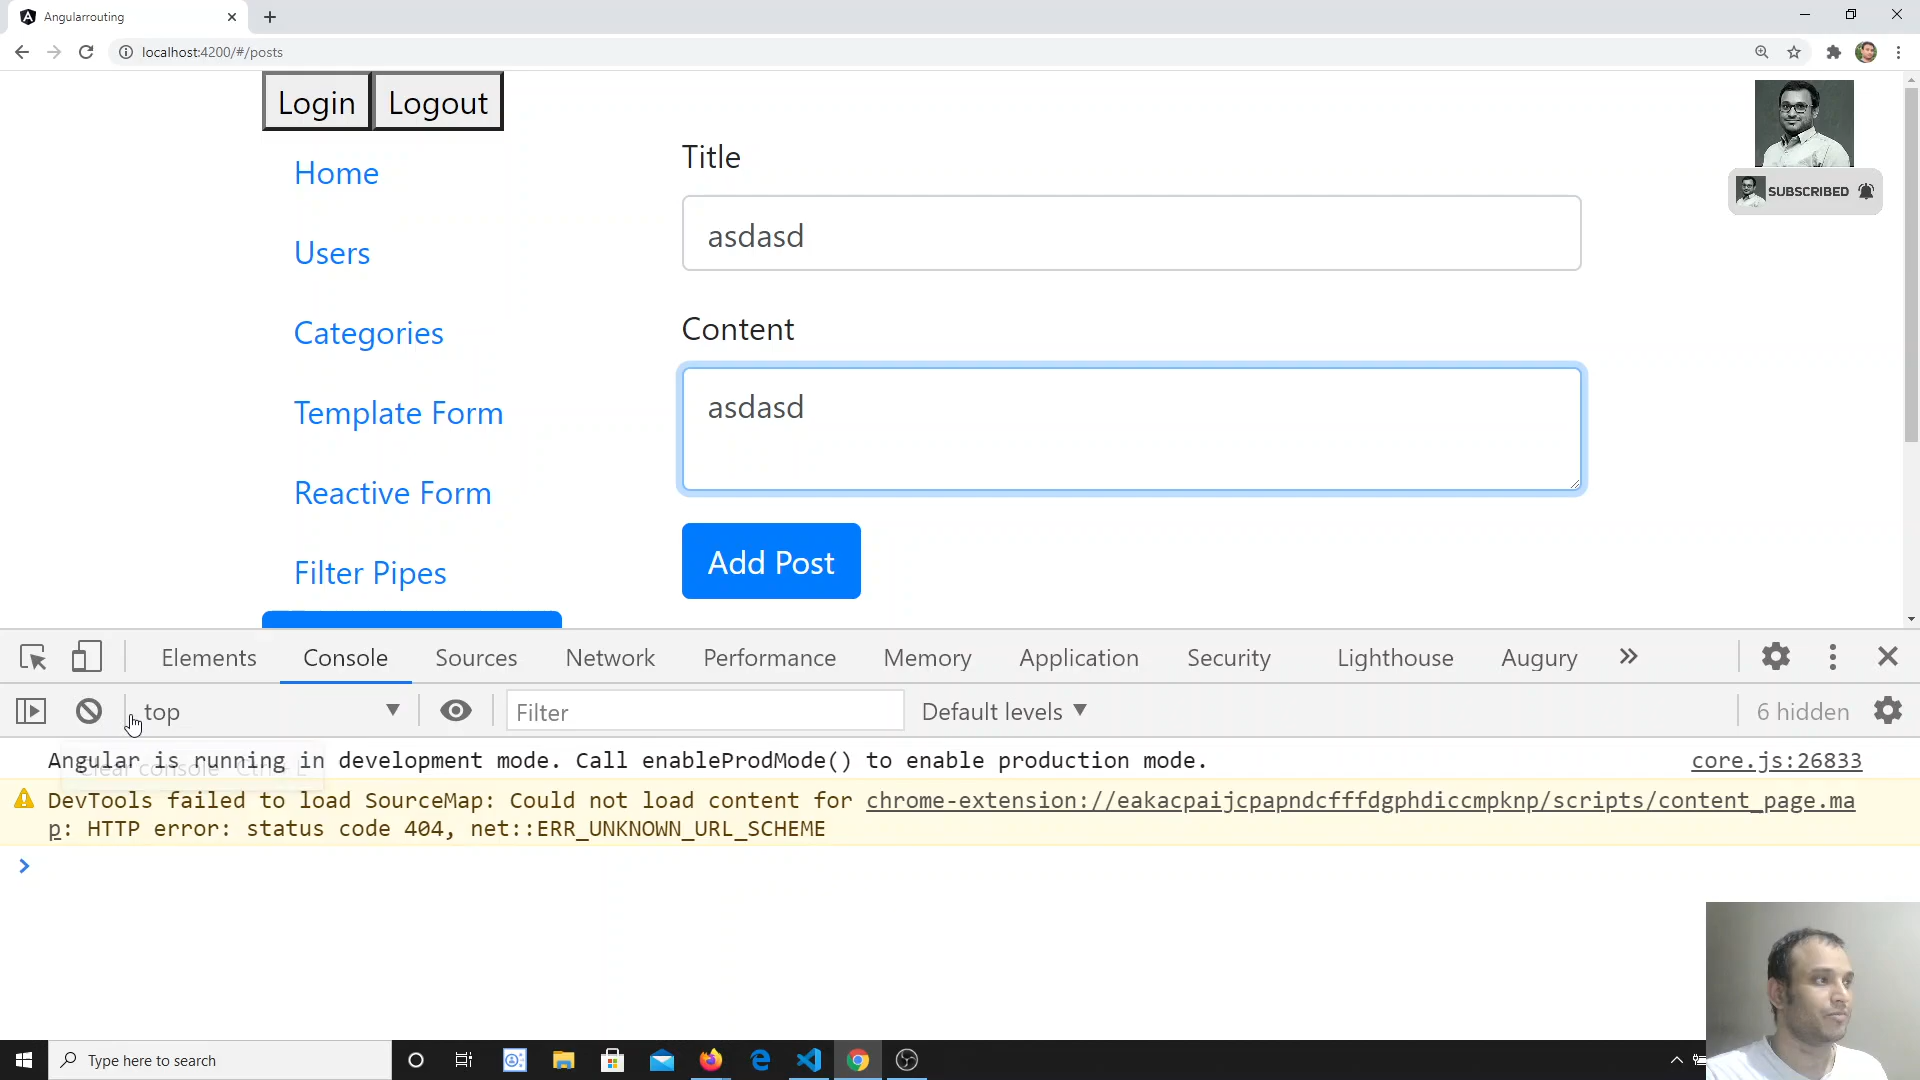 Angularrouting
localhost:4200/#/posts
Login
Logout
Home
Users
Categories
Template Form
Reactive Form
Filter Pipes
Title
asdasd
Content
asdasd
Add Post
SUBSCRIBED
Elements
Console
Sources
Network
Performance
Memory
Application
Security
Lighthouse
Augury
top
Filter
Default levels
6 hidden
Angular is running in development mode. Call enableProdMode() to enable production mode.
core.js:26833
Clear console Ctrl + L
DevTools failed to load SourceMap: Could not load content for chrome-extension://eakacpaijcpapndcfffdgphdiccmpknp/scripts/content_page.ma
p: HTTP error: status code 404, net::ERR_UNKNOWN_URL_SCHEME
Type here to search